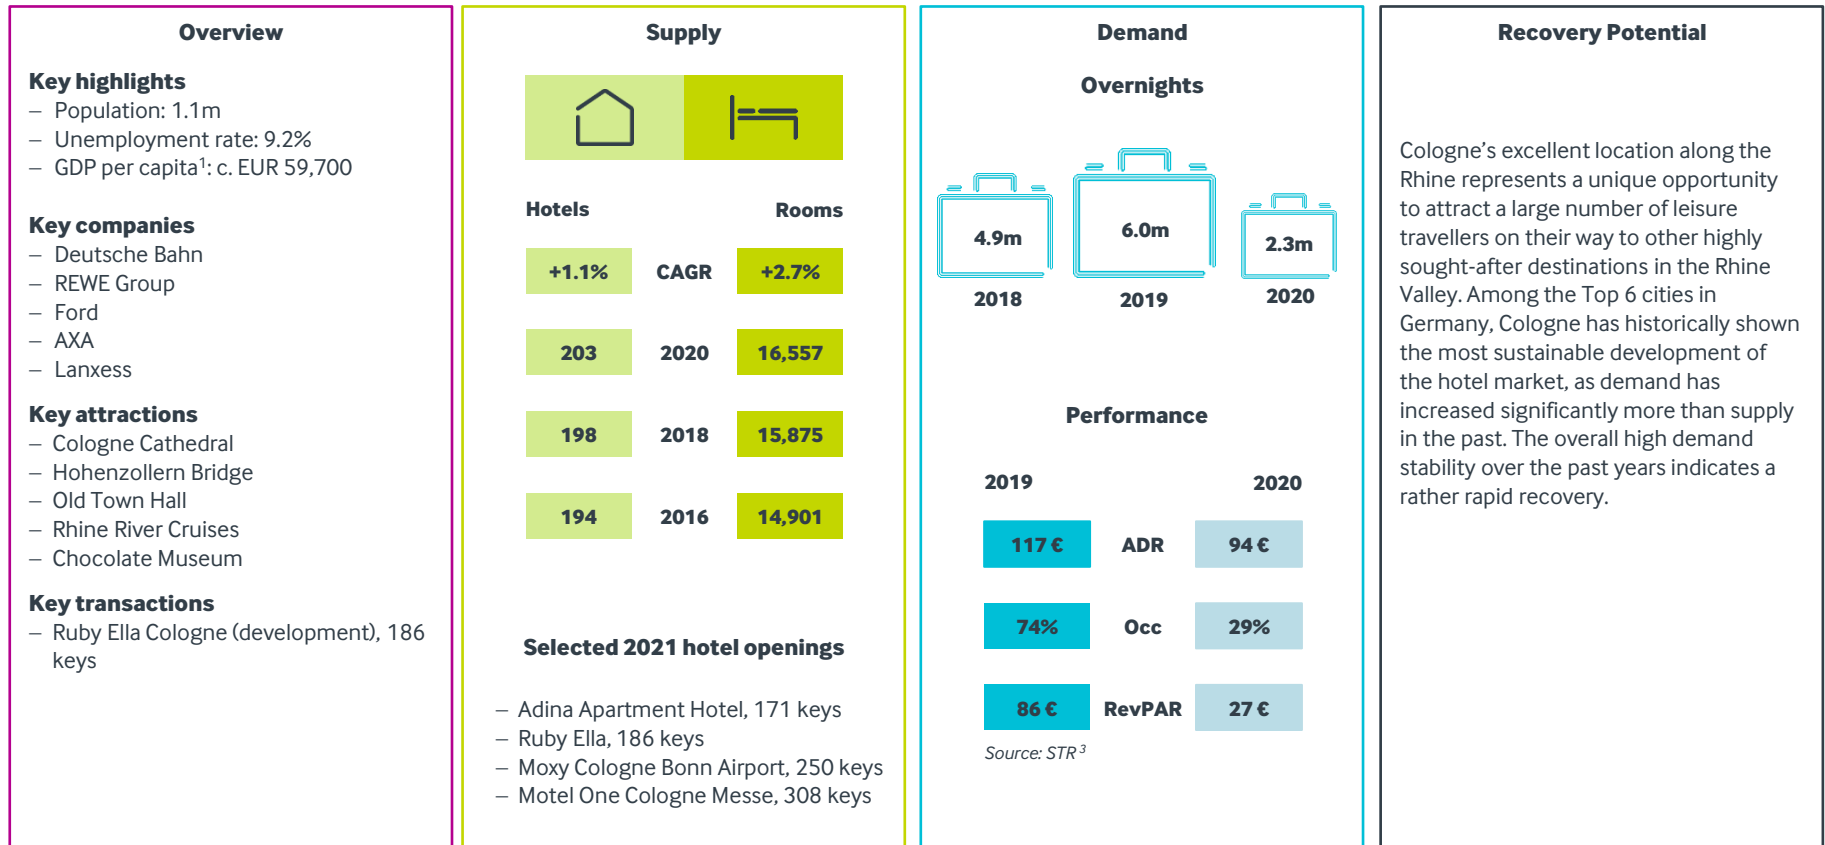 Overview
Key highlights
– Population: 1.1m
– Unemployment rate: 9.2%
– GDP per capita¹: c. EUR 59,700
Key companies
– Deutsche Bahn
– REWE Group
– Ford
– AXA
– Lanxess
Key attractions
– Cologne Cathedral
– Hohenzollern Bridge
– Old Town Hall
– Rhine River Cruises
– Chocolate Museum
Key transactions
– Ruby Ella Cologne (development), 186
keys
Supply
Hotels Rooms
+1.1% CAGR +2.7%
203 2020 16,557
198 2018 15,875
194 2016 14,901
Selected 2021 hotel openings
– Adina Apartment Hotel, 171 keys
– Ruby Ella, 186 keys
– Moxy Cologne Bonn Airport, 250 keys
– Motel One Cologne Messe, 308 keys
Demand
Overnights
4.9m 6.0m 2.3m
2018 2019 2020
Performance
2019 2020
117 € ADR 94 €
74% Occ 29%
86 € RevPAR 27 €
Source: STR ³
Recovery Potential
Cologne’s excellent location along the
Rhine represents a unique opportunity
to attract a large number of leisure
travellers on their way to other highly
sought-after destinations in the Rhine
Valley. Among the Top 6 cities in
Germany, Cologne has historically shown
the most sustainable development of
the hotel market, as demand has
increased significantly more than supply
in the past. The overall high demand
stability over the past years indicates a
rather rapid recovery.